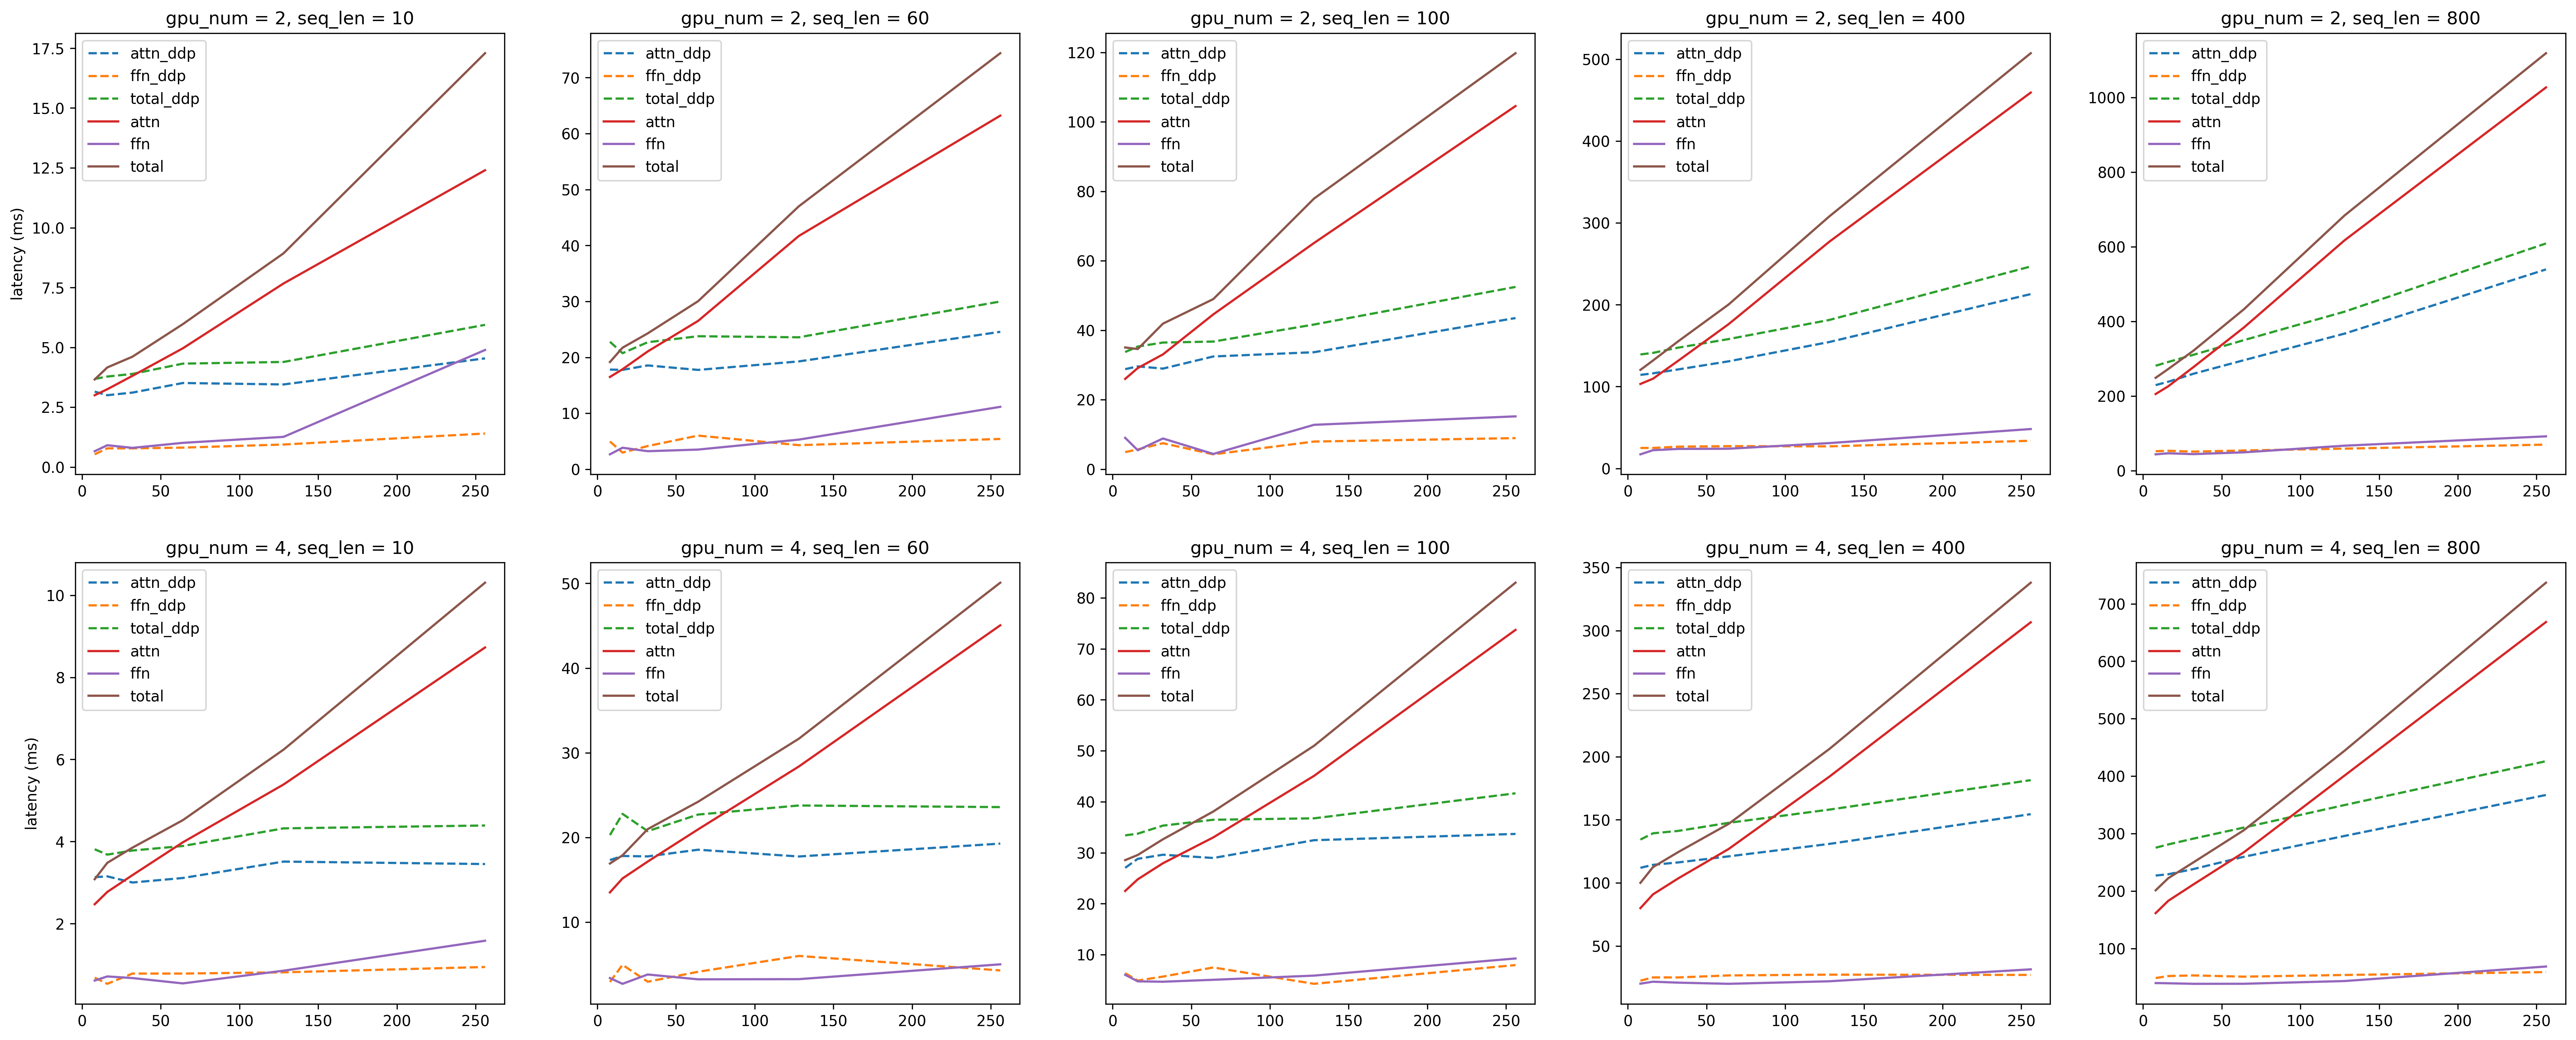 gpu_num = 2, seq_len = 10
latency (ms)
17.5
15.0
12.5
10.0
7.5
5.0
2.5
0.0
attn_ddp
ffn_ddp
total_ddp
attn
ffn
total
0 50 100 150 200 250
gpu_num = 2, seq_len = 60
70
60
50
40
30
20
10
0
attn_ddp
ffn_ddp
total_ddp
attn
ffn
total
0 50 100 150 200 250
gpu_num = 2, seq_len = 100
120
100
80
60
40
20
0
attn_ddp
ffn_ddp
total_ddp
attn
ffn
total
0 50 100 150 200 250
gpu_num = 2, seq_len = 400
500
400
300
200
100
0
attn_ddp
ffn_ddp
total_ddp
attn
ffn
total
0 50 100 150 200 250
gpu_num = 2, seq_len = 800
1000
800
600
400
200
0
attn_ddp
ffn_ddp
total_ddp
attn
ffn
total
0 50 100 150 200 250
gpu_num = 4, seq_len = 10
latency (ms)
10
8
6
4
2
attn_ddp
ffn_ddp
total_ddp
attn
ffn
total
0 50 100 150 200 250
gpu_num = 4, seq_len = 60
50
40
30
20
10
attn_ddp
ffn_ddp
total_ddp
attn
ffn
total
0 50 100 150 200 250
gpu_num = 4, seq_len = 100
80
70
60
50
40
30
20
10
attn_ddp
ffn_ddp
total_ddp
attn
ffn
total
0 50 100 150 200 250
gpu_num = 4, seq_len = 400
350
300
250
200
150
100
50
attn_ddp
ffn_ddp
total_ddp
attn
ffn
total
0 50 100 150 200 250
gpu_num = 4, seq_len = 800
700
600
500
400
300
200
100
attn_ddp
ffn_ddp
total_ddp
attn
ffn
total
0 50 100 150 200 250